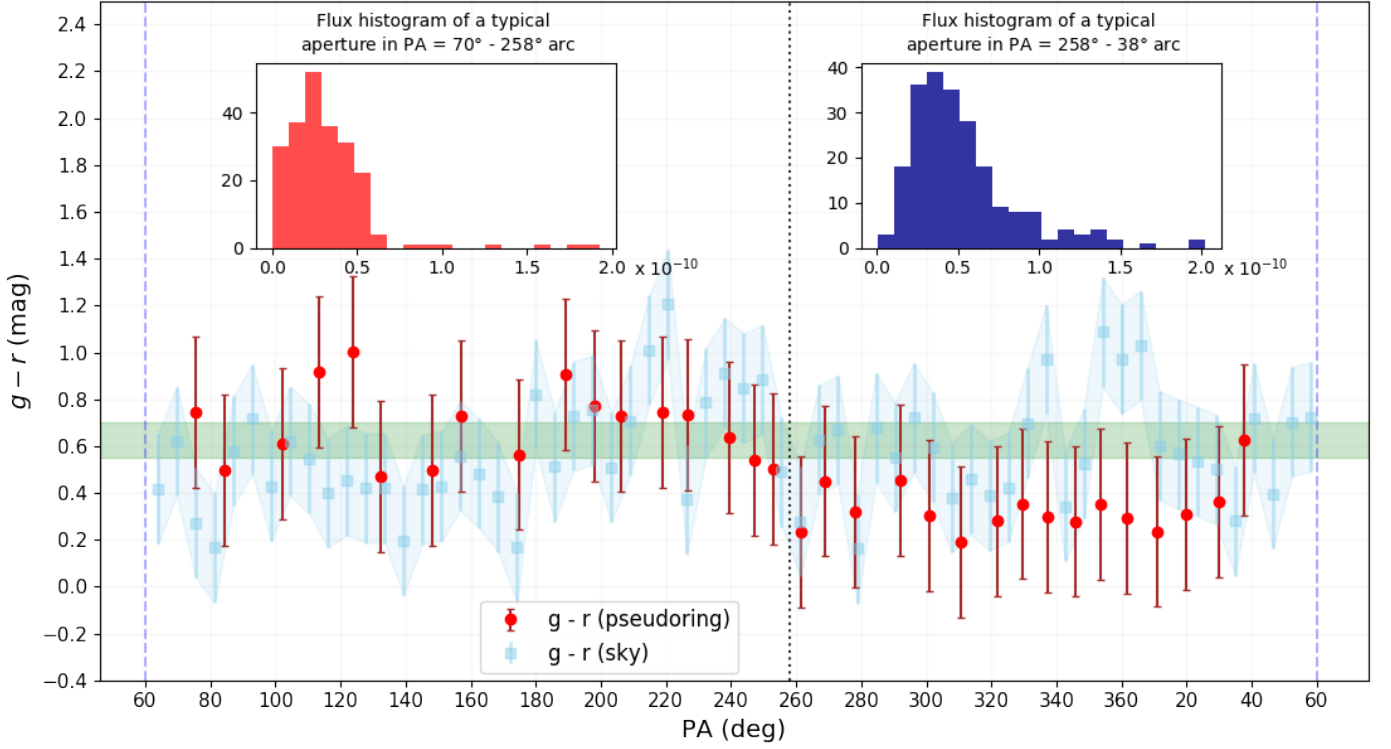 Flux histogram of a typical
aperture in PA = 70° - 258° arc
Flux histogram of a typical
aperture in PA = 258° - 38° arc
2.4
2.2
2.0
1.8
1.6
1.4
1.2
1.0
0.8
0.6
0.4
0.2
0.0
−0.2
−0.4
g − r (mag)
40
20
0
0.0 0.5 1.0 1.5 2.0 x 10⁻¹⁰
40
30
20
10
0
0.0 0.5 1.0 1.5 2.0 x 10⁻¹⁰
g - r (pseudoring)
g - r (sky)
60 80 100 120 140 160 180 200 220 240 260 280 300 320 340 360 20 40 60
PA (deg)